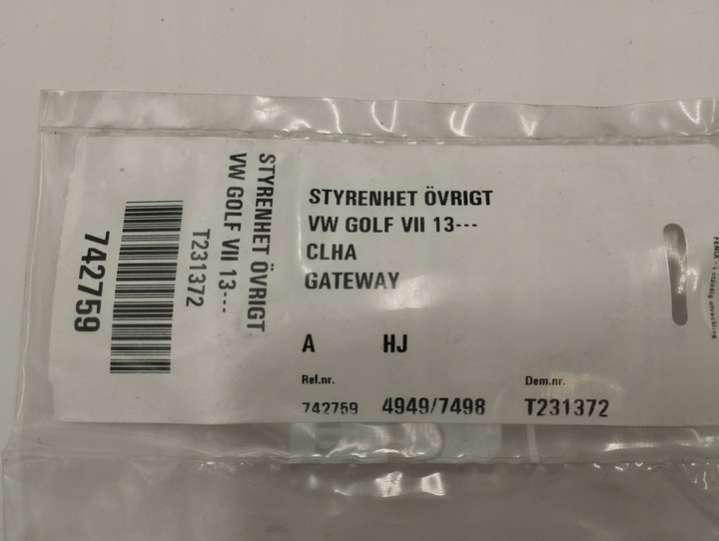 STYRENHET ÖVRIGT
VW GOLF VII 13---
T231372
742759
STYRENHET ÖVRIGT
VW GOLF VII 13---
CLHA
GATEWAY
A HJ
Ref.nr. Dem.nr.
742759 4949/7498 T231372